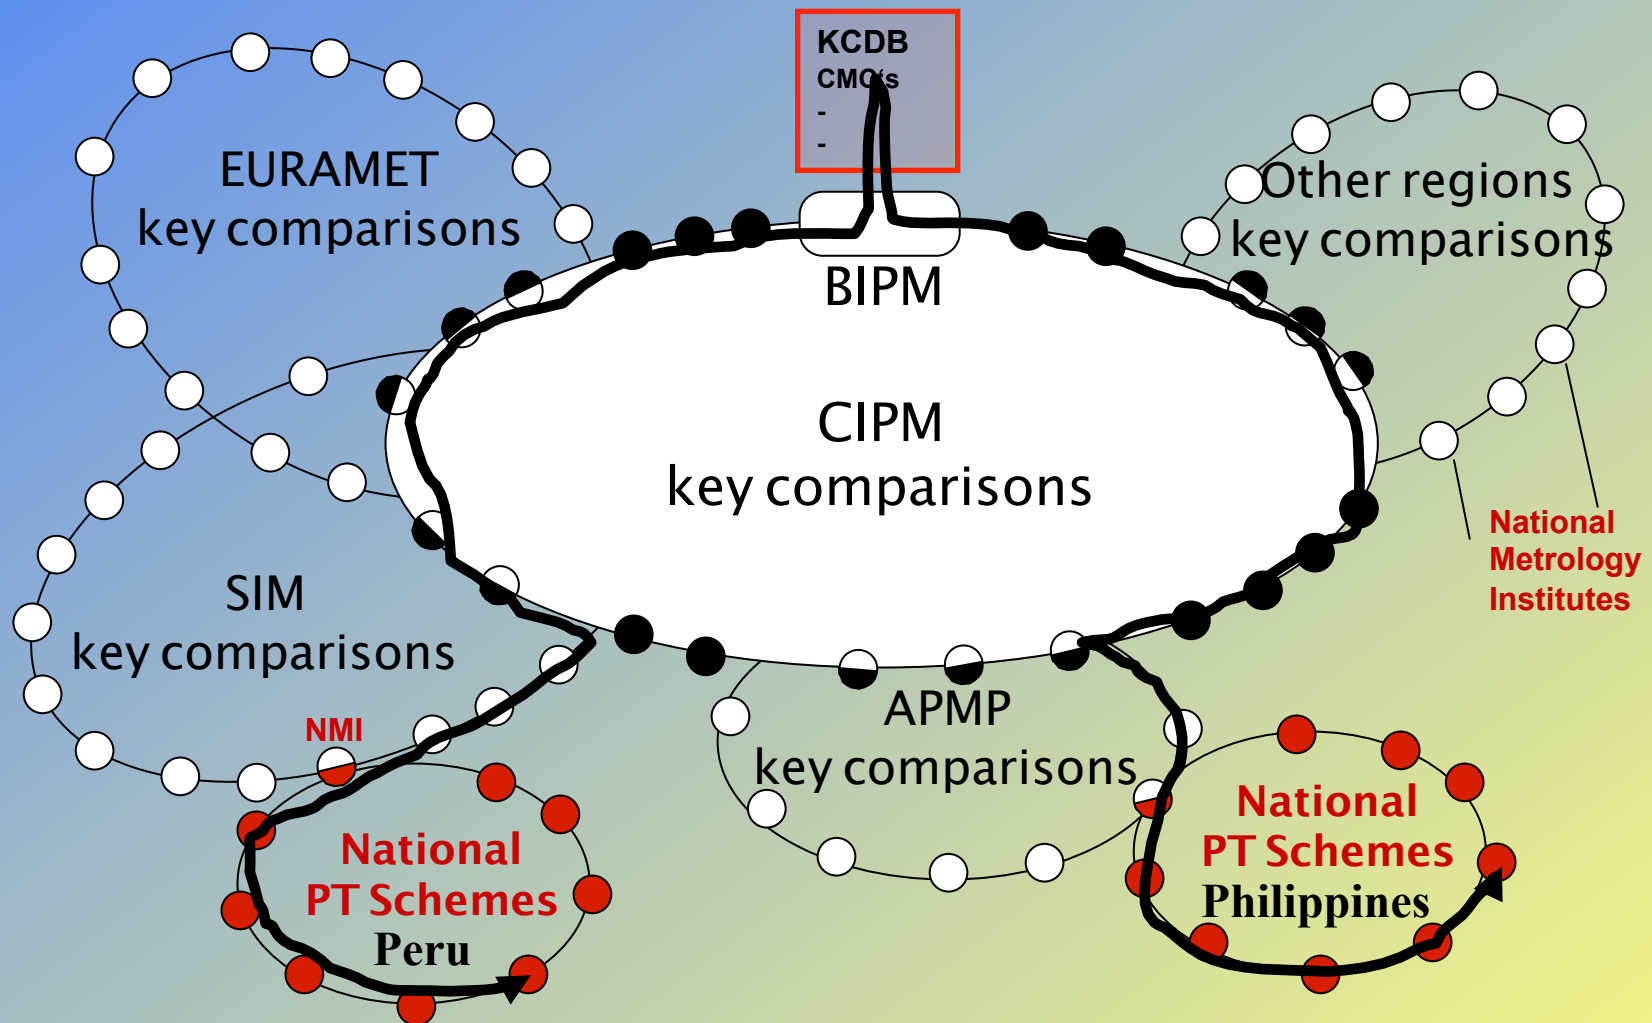 KCDB
CMC's
-
-
EURAMET
key comparisons
Other regions
key comparisons
BIPM
CIPM
key comparisons
National
Metrology
Institutes
SIM
key comparisons
NMI
APMP
key comparisons
National
PT Schemes
Peru
National
PT Schemes
Philippines